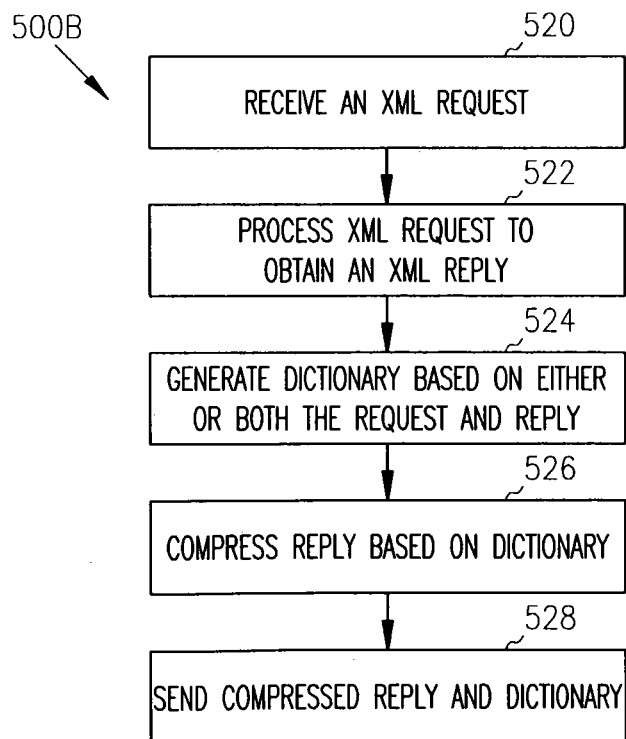 500B
520
RECEIVE AN XML REQUEST
522
PROCESS XML REQUEST TO
OBTAIN AN XML REPLY
524
GENERATE DICTIONARY BASED ON EITHER
OR BOTH THE REQUEST AND REPLY
526
COMPRESS REPLY BASED ON DICTIONARY
528
SEND COMPRESSED REPLY AND DICTIONARY